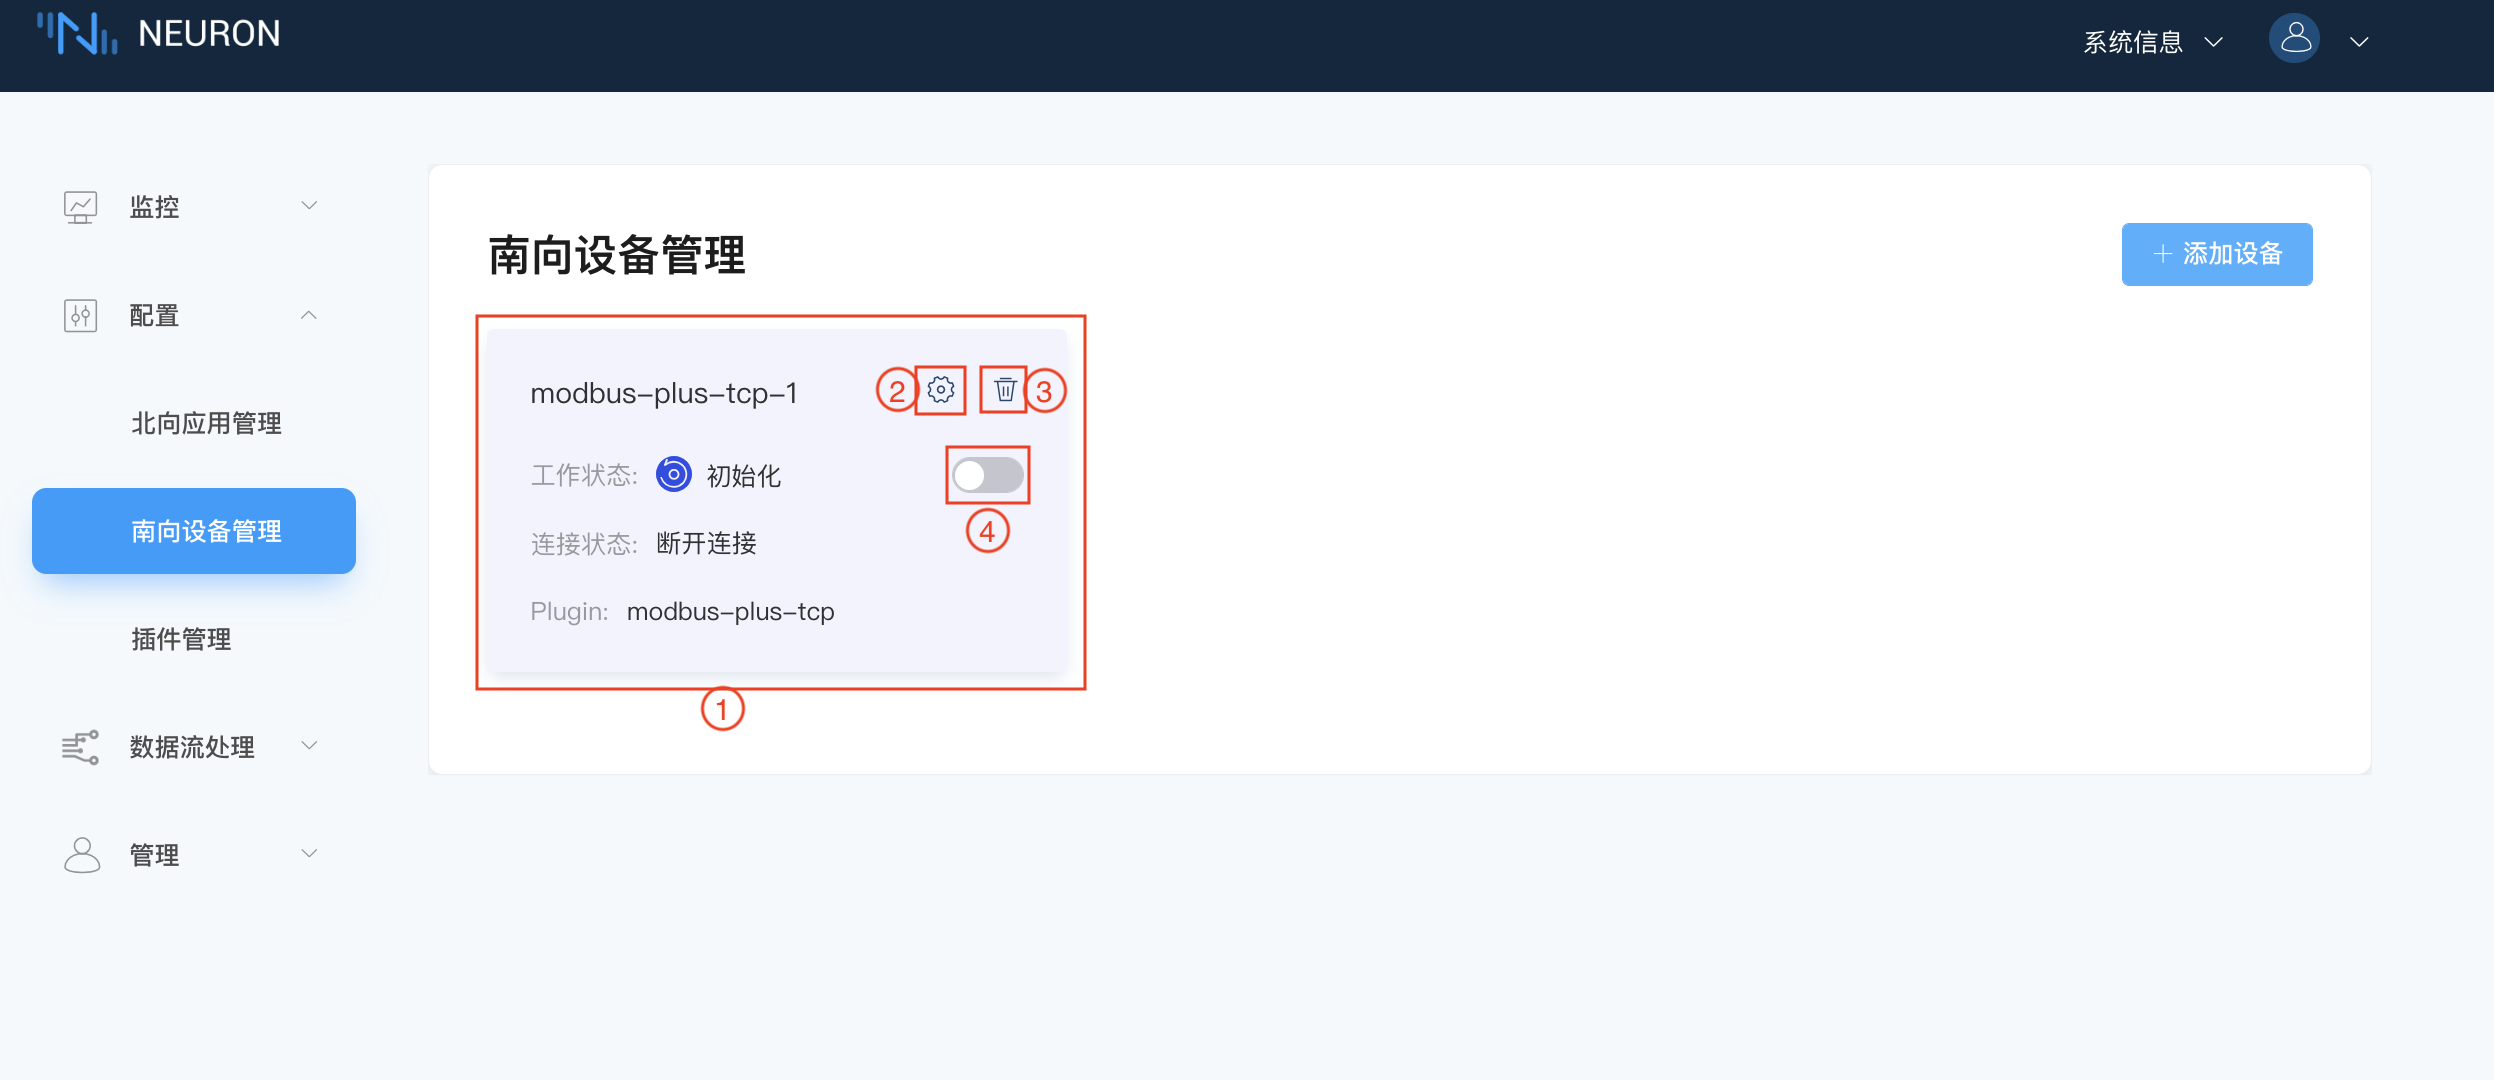 NEURON
系统信息
监控
配置
北向应用管理
南向设备管理
插件管理
数据流处理
管理
南向设备管理
添加设备
modbus-plus-tcp-1
② ③
工作状态: 初始化
④
连接状态: 断开连接
Plugin: modbus-plus-tcp
①